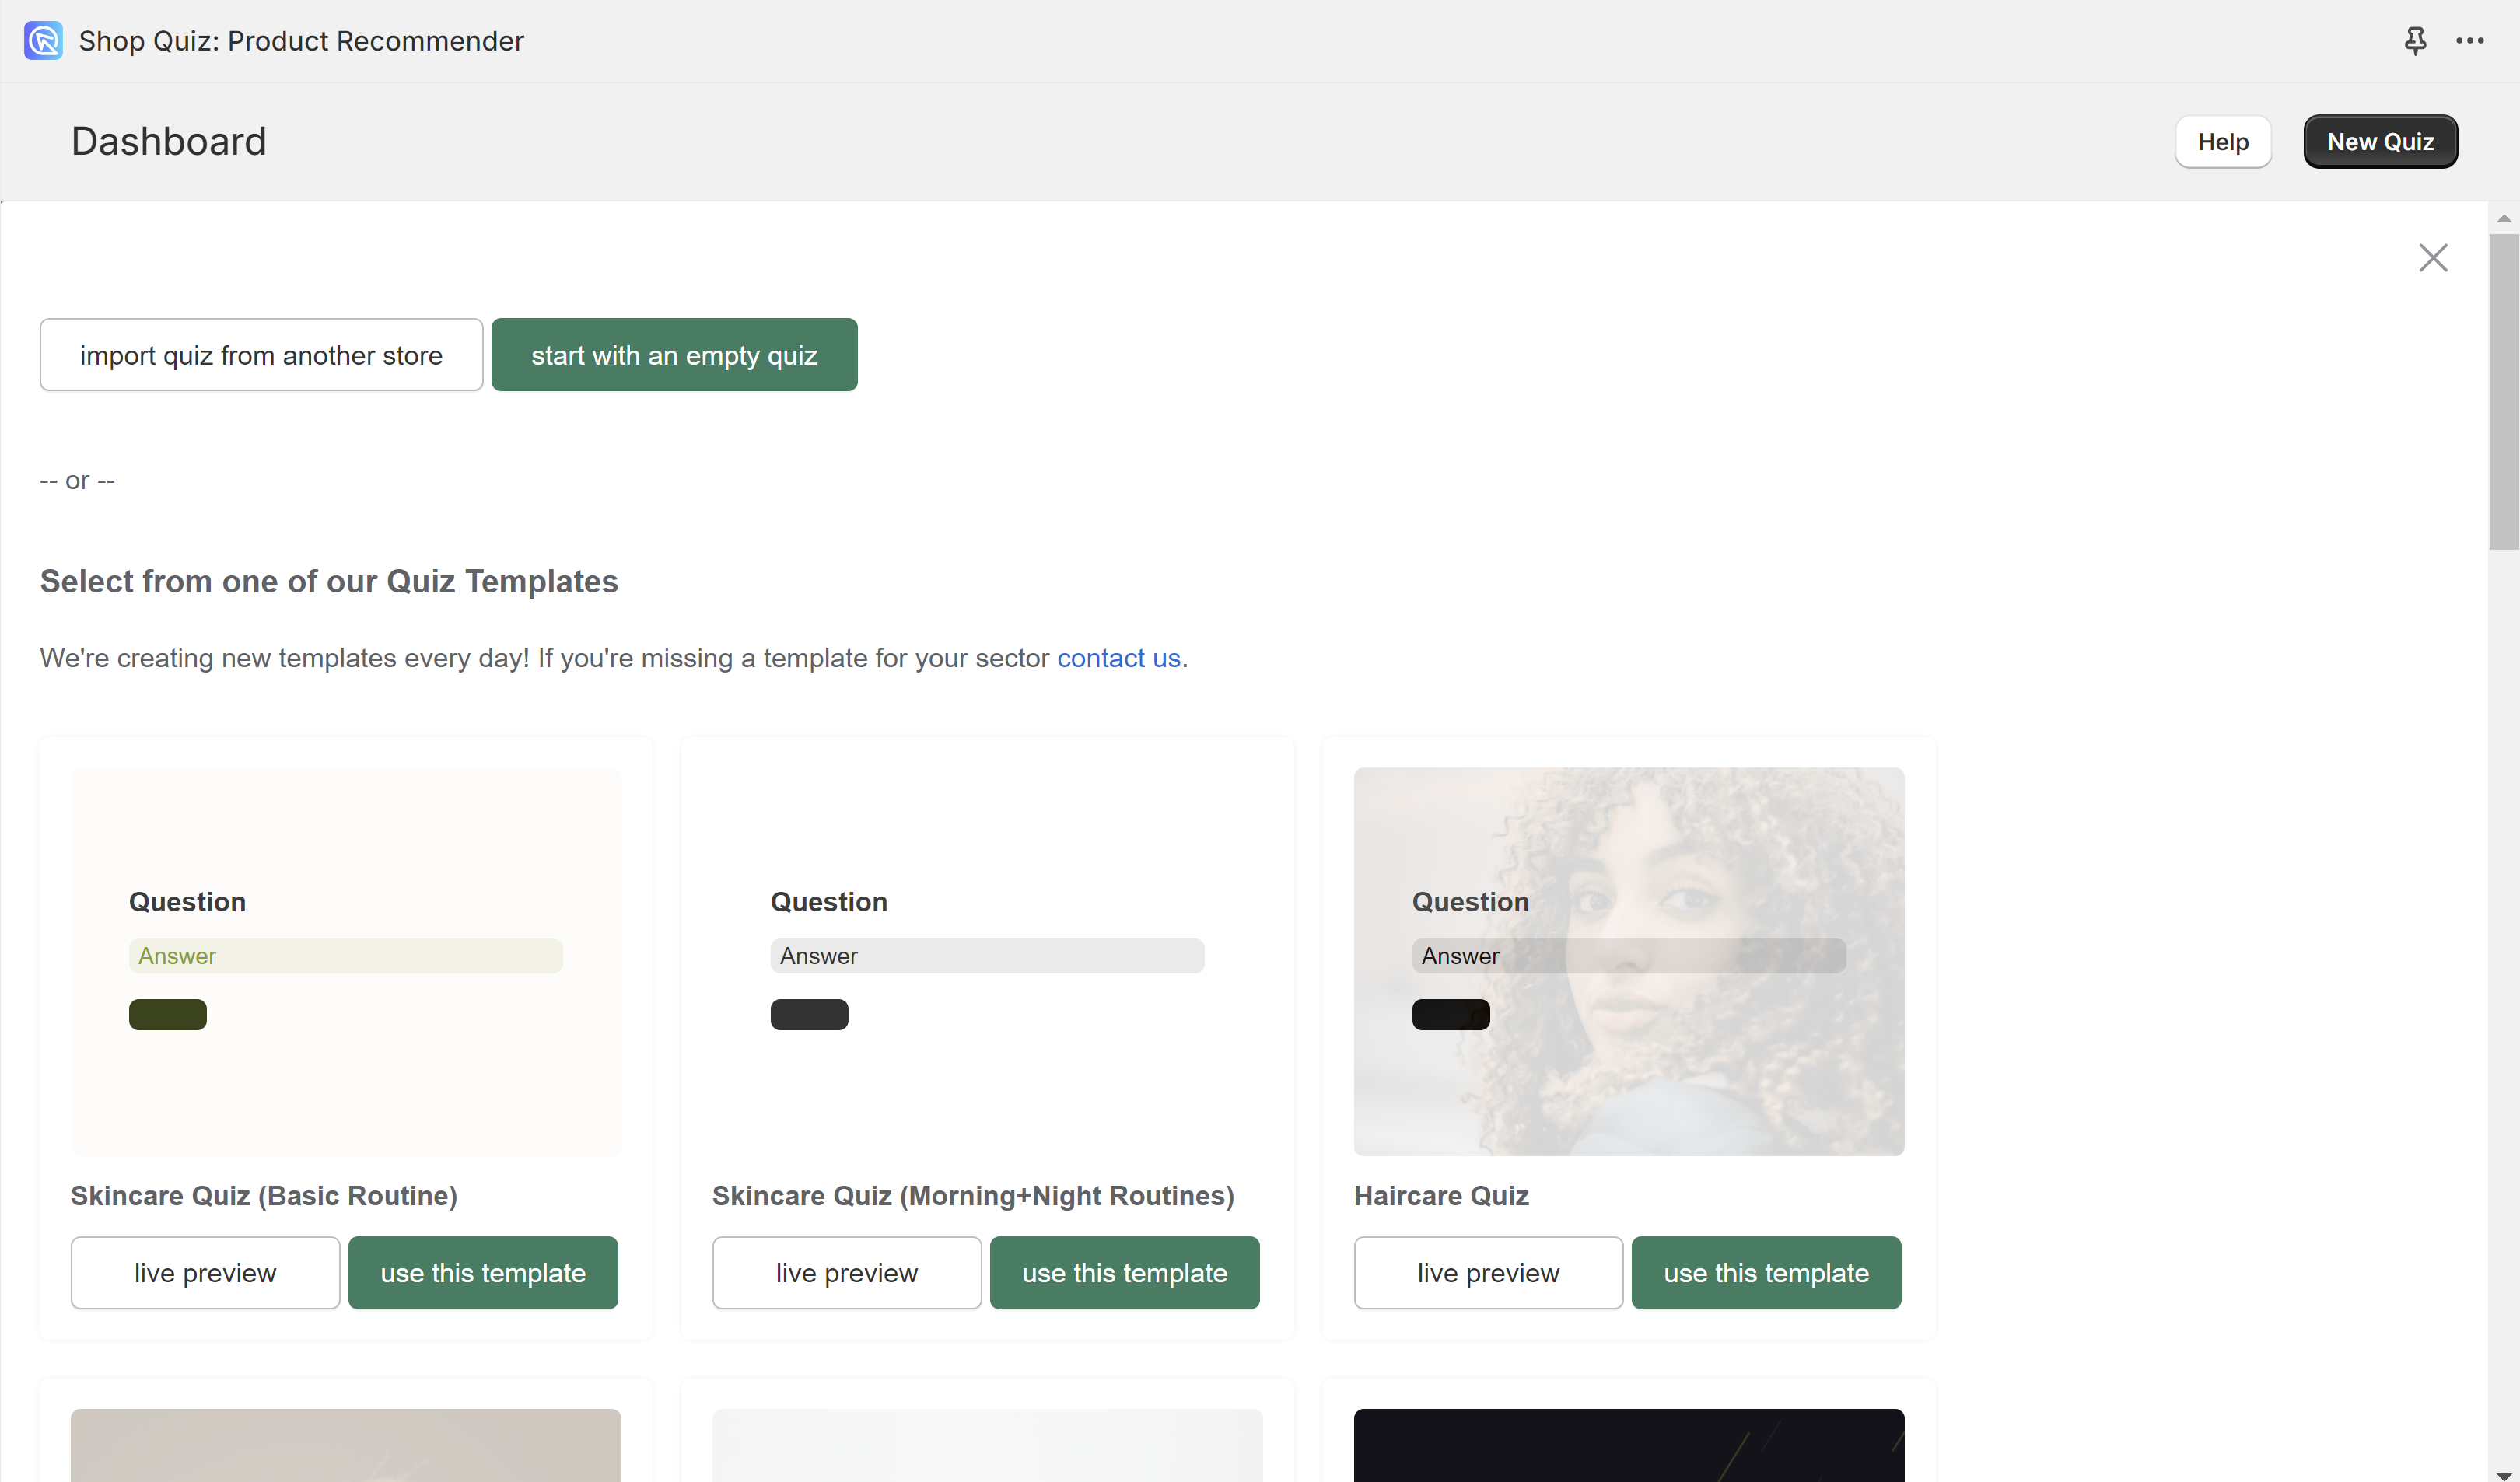 Shop Quiz: Product Recommender
Dashboard
Help
New Quiz
import quiz from another store
start with an empty quiz
-- or --
Select from one of our Quiz Templates
We're creating new templates every day! If you're missing a template for your sector contact us.
Question
Answer
Skincare Quiz (Basic Routine)
live preview
use this template
Question
Answer
Skincare Quiz (Morning+Night Routines)
live preview
use this template
Question
Answer
Haircare Quiz
live preview
use this template